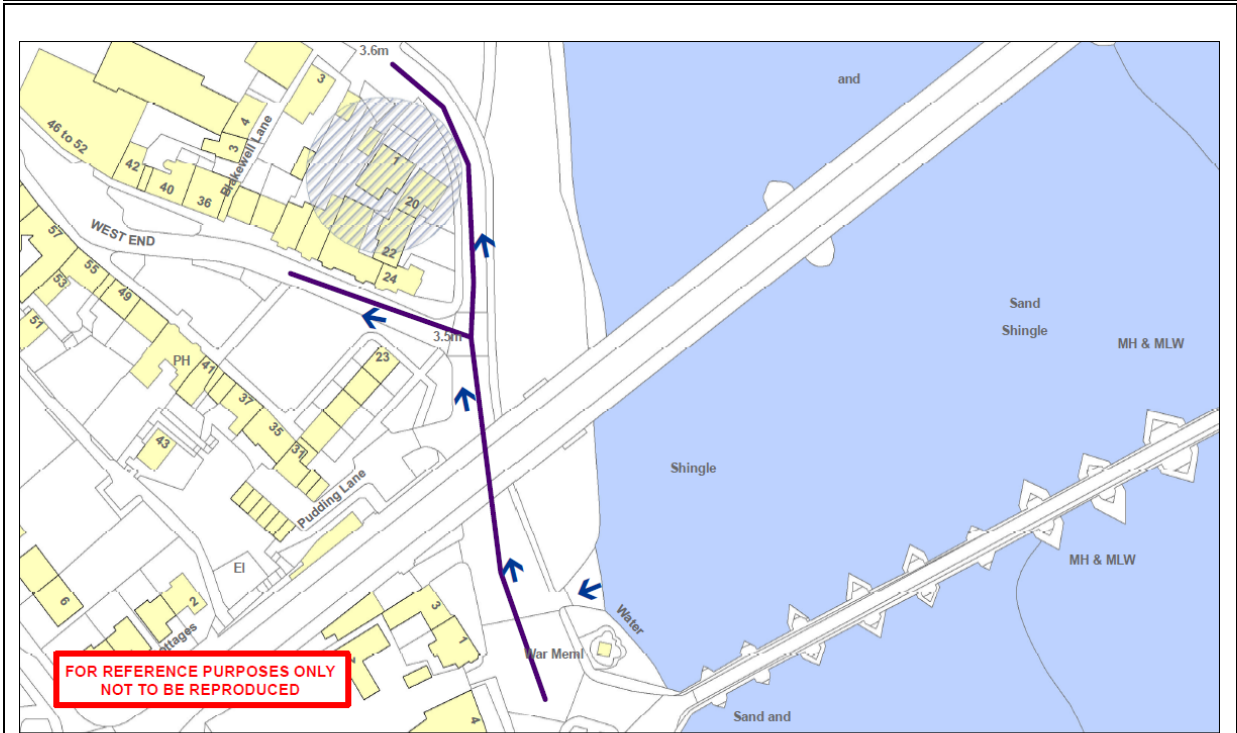 3.6m
and
3
4
3
46 to 52
Blakewell Lane
42
40
36
1
20
22
24
WEST END
57
55
53
49
51
Sand
Shingle
MH & MLW
3.5m
23
PH
41
37
35
31
43
Shingle
Pudding Lane
El
MH & MLW
6
2
3
1
Water
War Meml
4
Sand and
FOR REFERENCE PURPOSES ONLY
NOT TO BE REPRODUCED